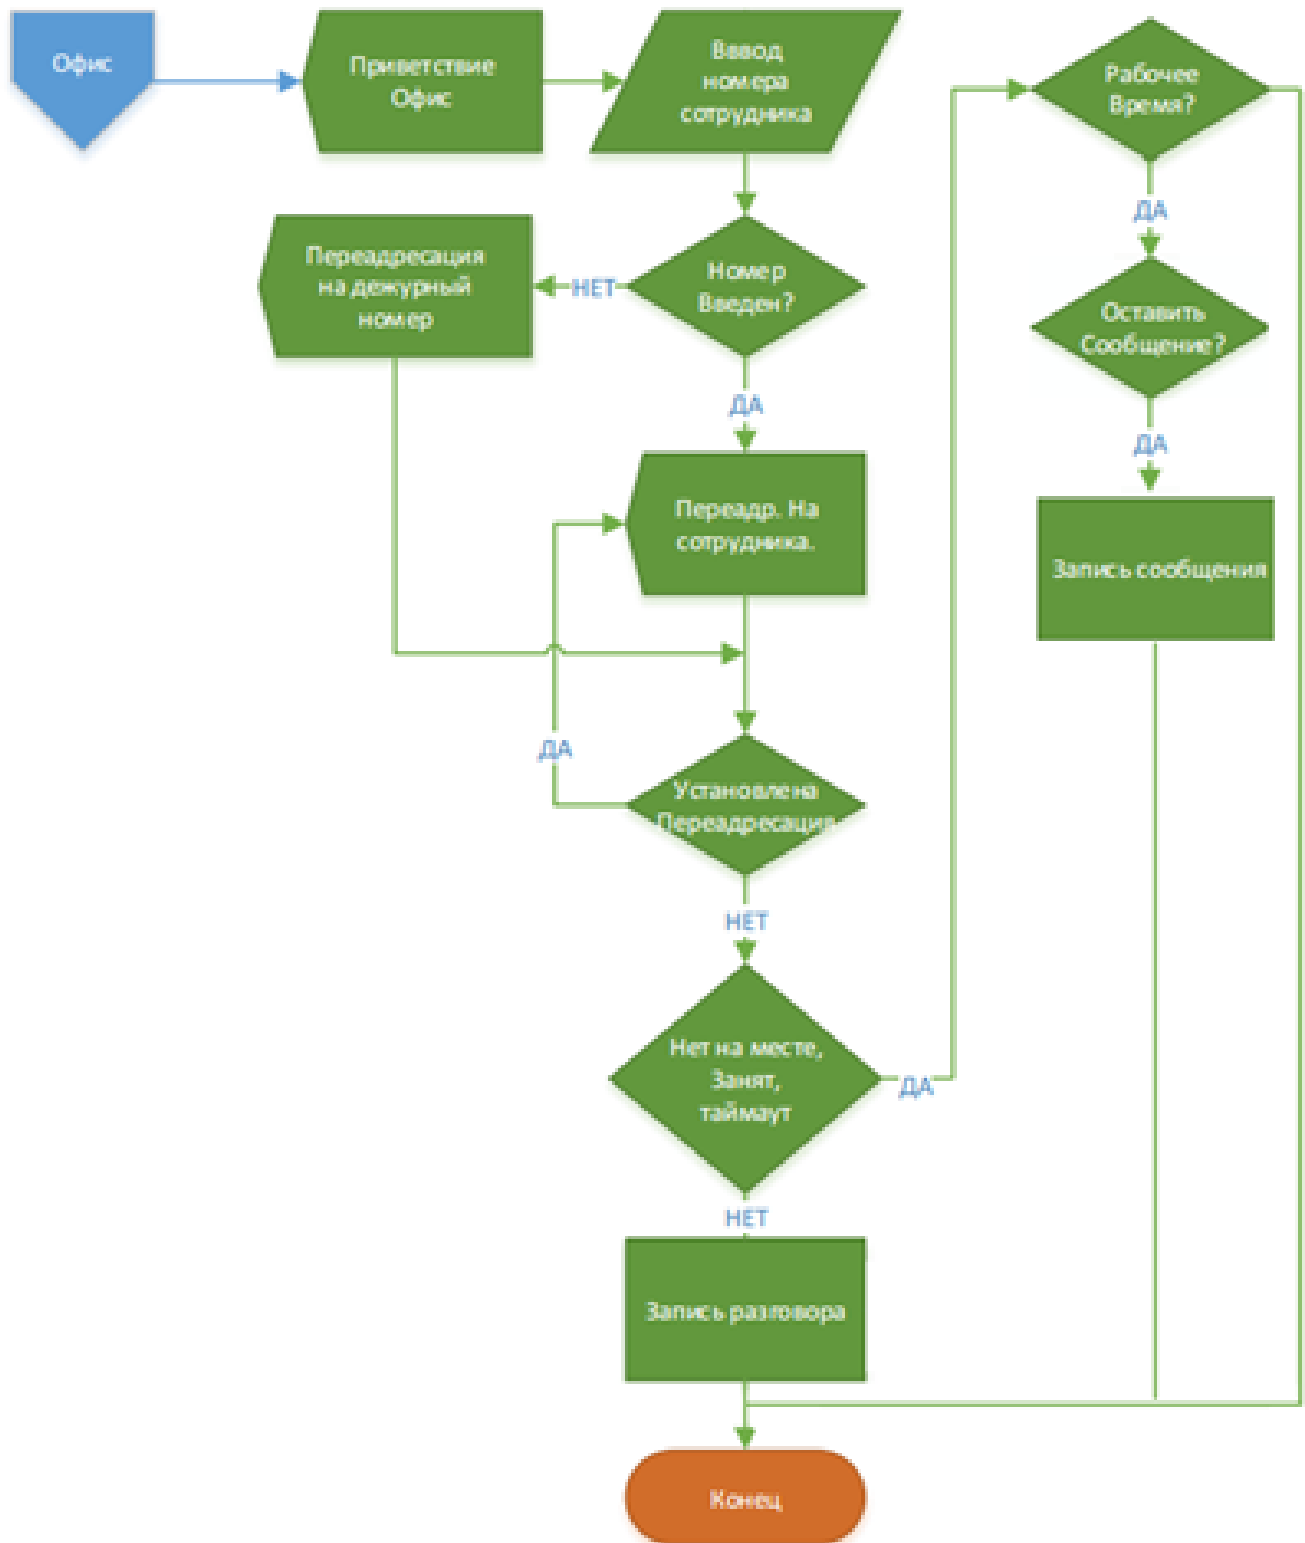 Офис
Приветствие
Офис
Вввод
номера
сотрудника
Номер
Введен?
НЕТ
Переадресация
на дежурный
номер
ДА
Переадр. На
сотрудника.
Установлена
Переадресация
ДА
НЕТ
Нет на месте,
Занят,
таймаут
ДА
НЕТ
Запись разговора
Конец
Рабочее
Время?
ДА
Оставить
Сообщение?
ДА
Запись сообщения